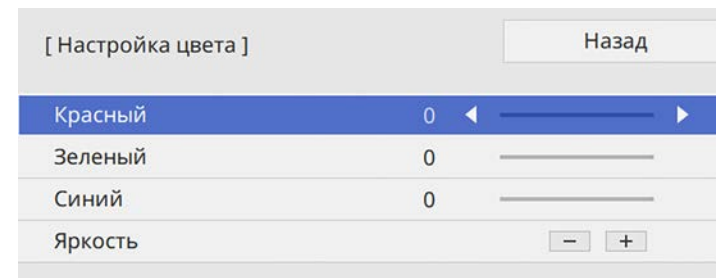 [ Настройка цвета ] Назад
Красный 0
Зеленый 0
Синий 0
Яркость − +